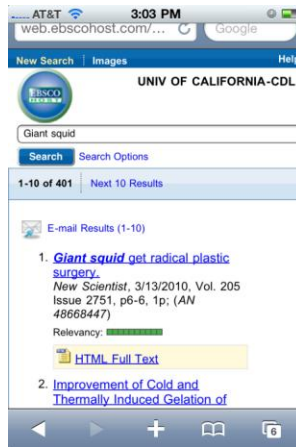 AT&T 3:03 PM
web.ebscohost.com/... Google
New Search Images Help
EBSCO
HOST
UNIV OF CALIFORNIA-CDL
Giant squid
Search Search Options
1-10 of 401 Next 10 Results
E-mail Results (1-10)
1. Giant squid get radical plastic
surgery.
New Scientist, 3/13/2010, Vol. 205
Issue 2751, p6-6, 1p; (AN
48668447)
Relevancy:
HTML Full Text
2. Improvement of Cold and
Thermally Induced Gelation of
6